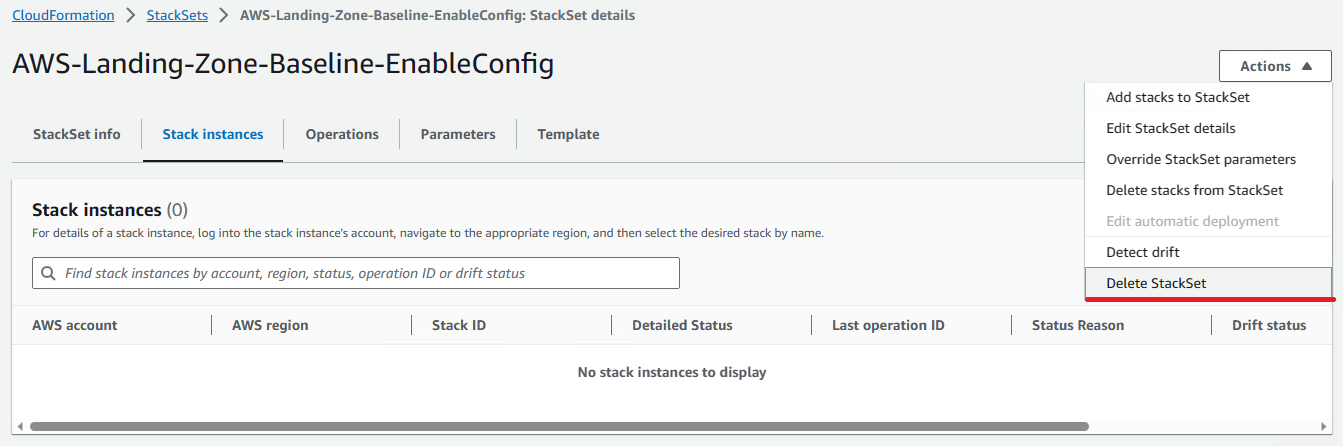 CloudFormation > StackSets > AWS-Landing-Zone-Baseline-EnableConfig: StackSet details
AWS-Landing-Zone-Baseline-EnableConfig
Actions
Add stacks to StackSet
Edit StackSet details
Override StackSet parameters
Delete stacks from StackSet
Edit automatic deployment
Detect drift
Delete StackSet
StackSet info Stack instances Operations Parameters Template
Stack instances (0)
For details of a stack instance, log into the stack instance's account, navigate to the appropriate region, and then select the desired stack by name.
Find stack instances by account, region, status, operation ID or drift status
AWS account AWS region Stack ID Detailed Status Last operation ID Status Reason Drift status
No stack instances to display